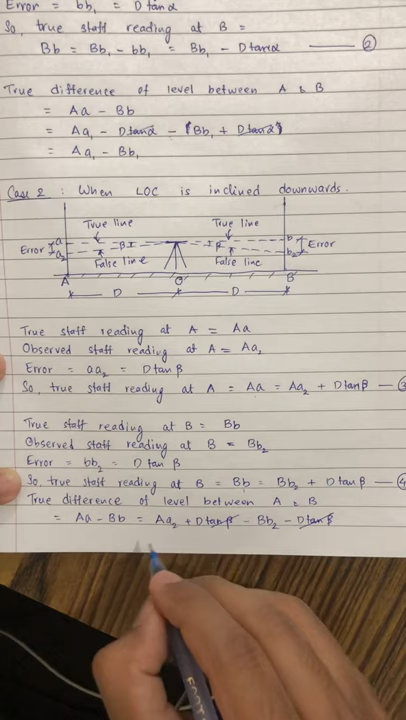 Error = bb₁ = D tan α
So, true staff reading at B =
Bb = Bb₁ - bb₁ = Bb₁ - D tan α ——— ②
True difference of level between A & B
= Aa - Bb
= Aa₁ - D tan α - (Bb₁ + D tan α)
= Aa₁ - Bb₁
Case 2 : When LOC is inclined downwards.
True line True line
Error a a₂ β β b b₂ Error
False line False line
A O' B'
D D
True staff reading at A = Aa
Observed staff reading at A = Aa₂
Error = aa₂ = D tan β
So, true staff reading at A = Aa = Aa₂ + D tan β — ③
True staff reading at B = Bb
Observed staff reading at B = Bb₂
Error = bb₂ = D tan β
So, true staff reading at B = Bb = Bb₂ + D tan β — ④
True difference of level between A & B
= Aa - Bb = Aa₂ + D tan β - Bb₂ - D tan β